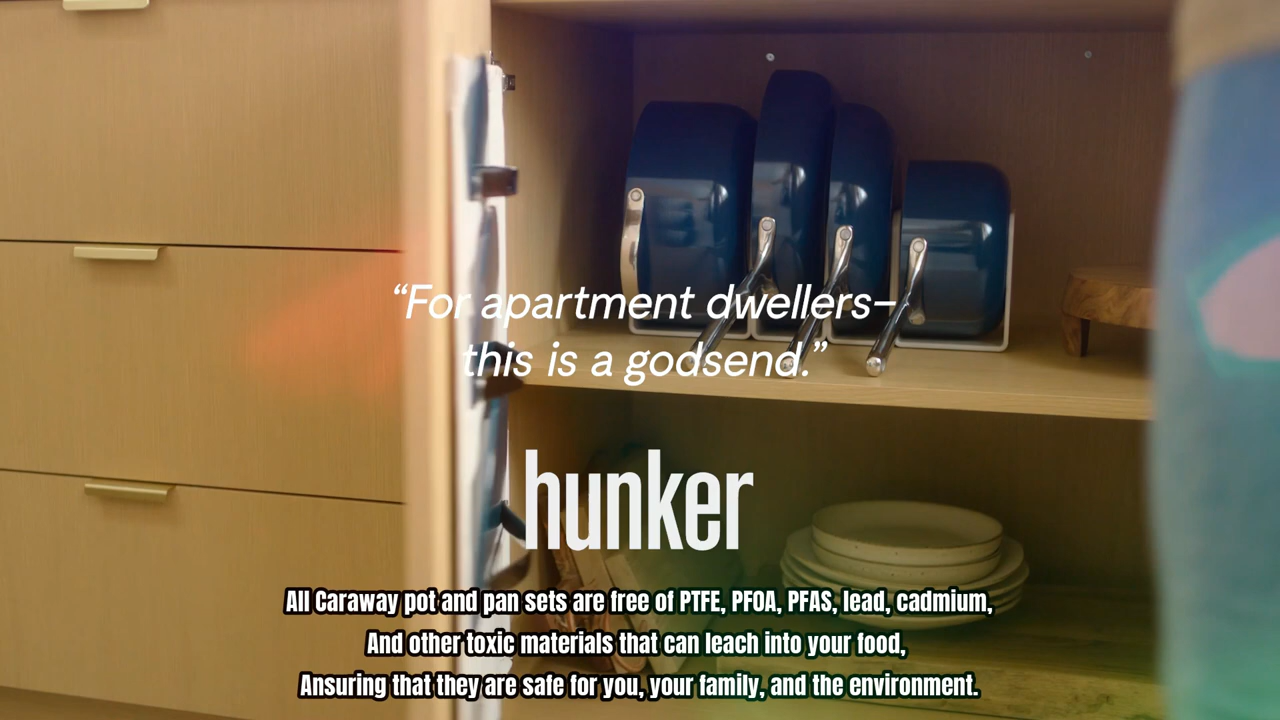 “For apartment dwellers–
this is a godsend.”
hunker
All Caraway pot and pan sets are free of PTFE, PFOA, PFAS, lead, cadmium,
And other toxic materials that can leach into your food,
Ansuring that they are safe for you, your family, and the environment.